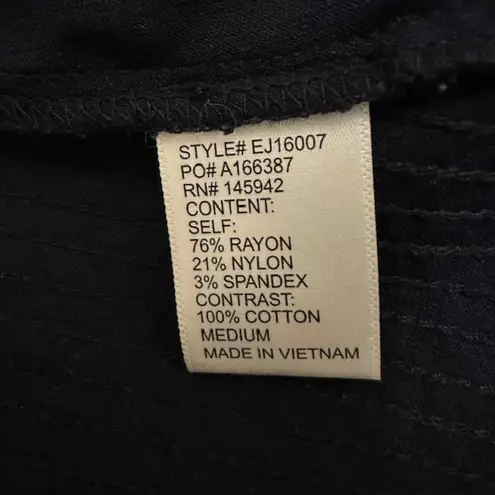 STYLE# EJ16007
PO# A166387
RN# 145942
CONTENT:
SELF:
76% RAYON
21% NYLON
3% SPANDEX
CONTRAST:
100% COTTON
MEDIUM
MADE IN VIETNAM